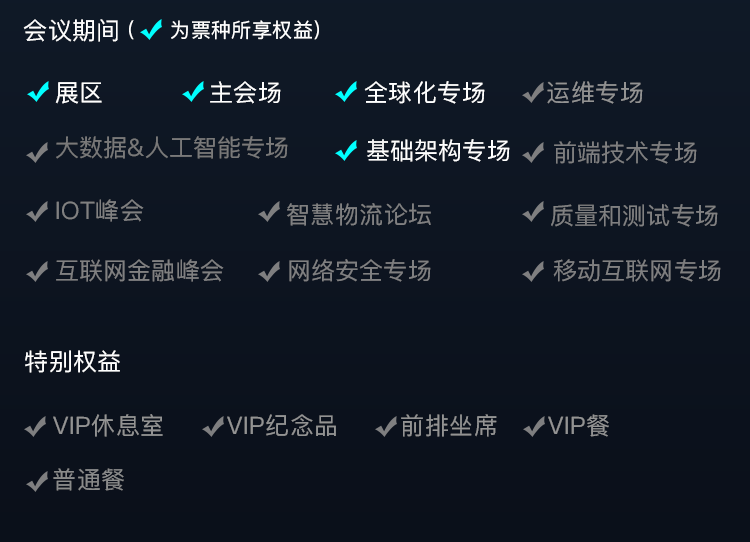 会议期间 (✔ 为票种所享权益)
✔展区 ✔主会场 ✔全球化专场 ✔运维专场
✔大数据&人工智能专场 ✔基础架构专场 ✔前端技术专场
✔IOT峰会 ✔智慧物流论坛 ✔质量和测试专场
✔互联网金融峰会 ✔网络安全专场 ✔移动互联网专场
特别权益
✔VIP休息室 ✔VIP纪念品 ✔前排坐席 ✔VIP餐
✔普通餐